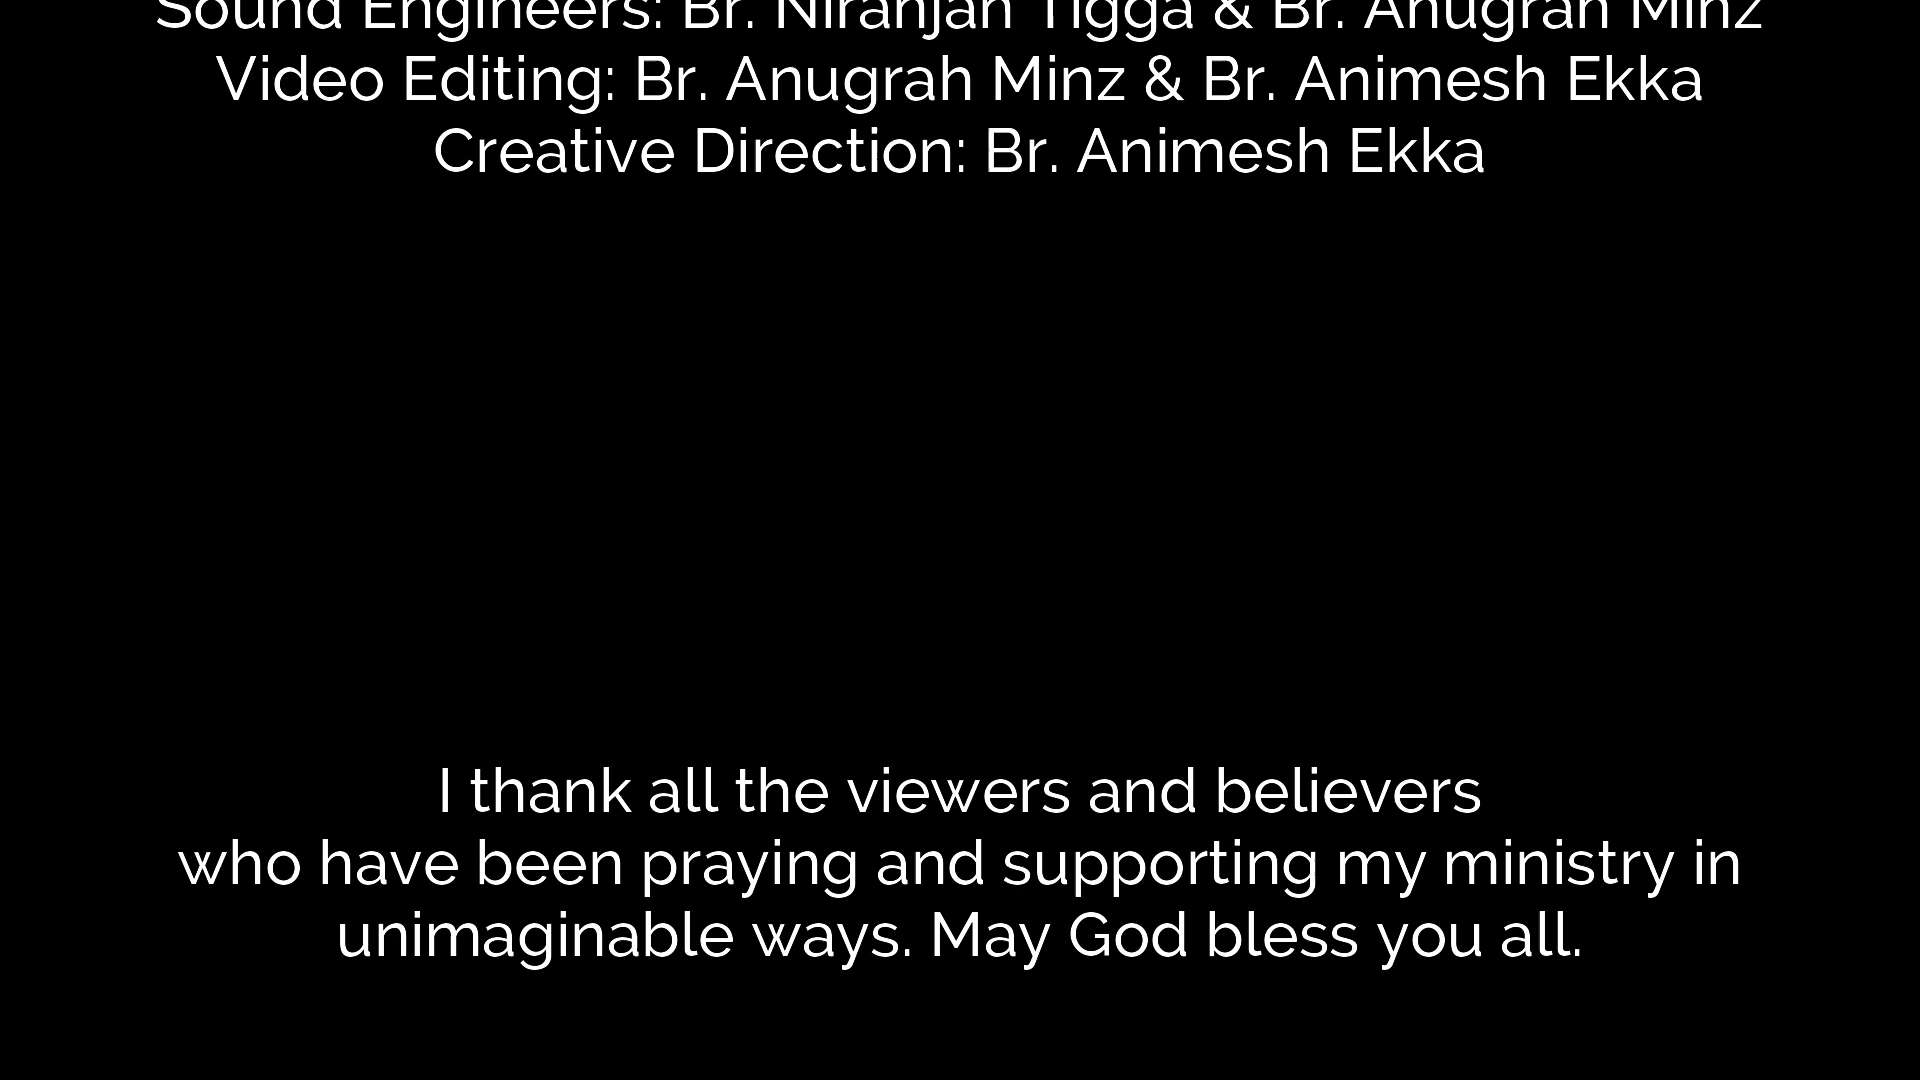 Sound Engineers: Br. Niranjan Tigga & Br. Anugrah Minz
Video Editing: Br. Anugrah Minz & Br. Animesh Ekka
Creative Direction: Br. Animesh Ekka
I thank all the viewers and believers
who have been praying and supporting my ministry in
unimaginable ways. May God bless you all.